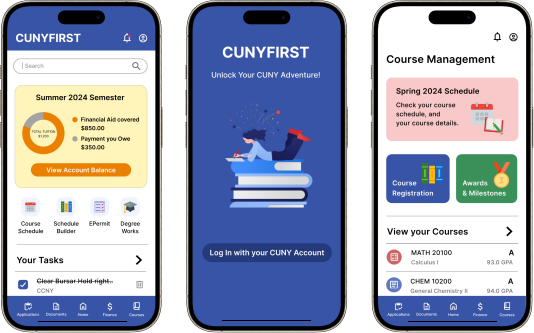 CUNYFIRST
Search
Summer 2024 Semester
TOTAL TUITION
$1,200
Financial Aid covered
$850.00
Payment you Owe
$350.00
View Account Balance
Course
Schedule
Schedule
Builder
EPermit
Degree
Works
Your Tasks
Clear Bursar Hold right..
CCNY
Applications
Documents
Home
Finance
Courses
CUNYFIRST
Unlock Your CUNY Adventure!
Log In with your CUNY Account
Course Management
Spring 2024 Schedule
Check your course
schedule, and
your course details.
Course
Registration
Awards
& Milestones
View your Courses
MATH 20100
A
Calculus I
93.0 GPA
CHEM 10200
A
General Chemistry II
94.0 GPA
Applications
Documents
Home
Finance
Courses